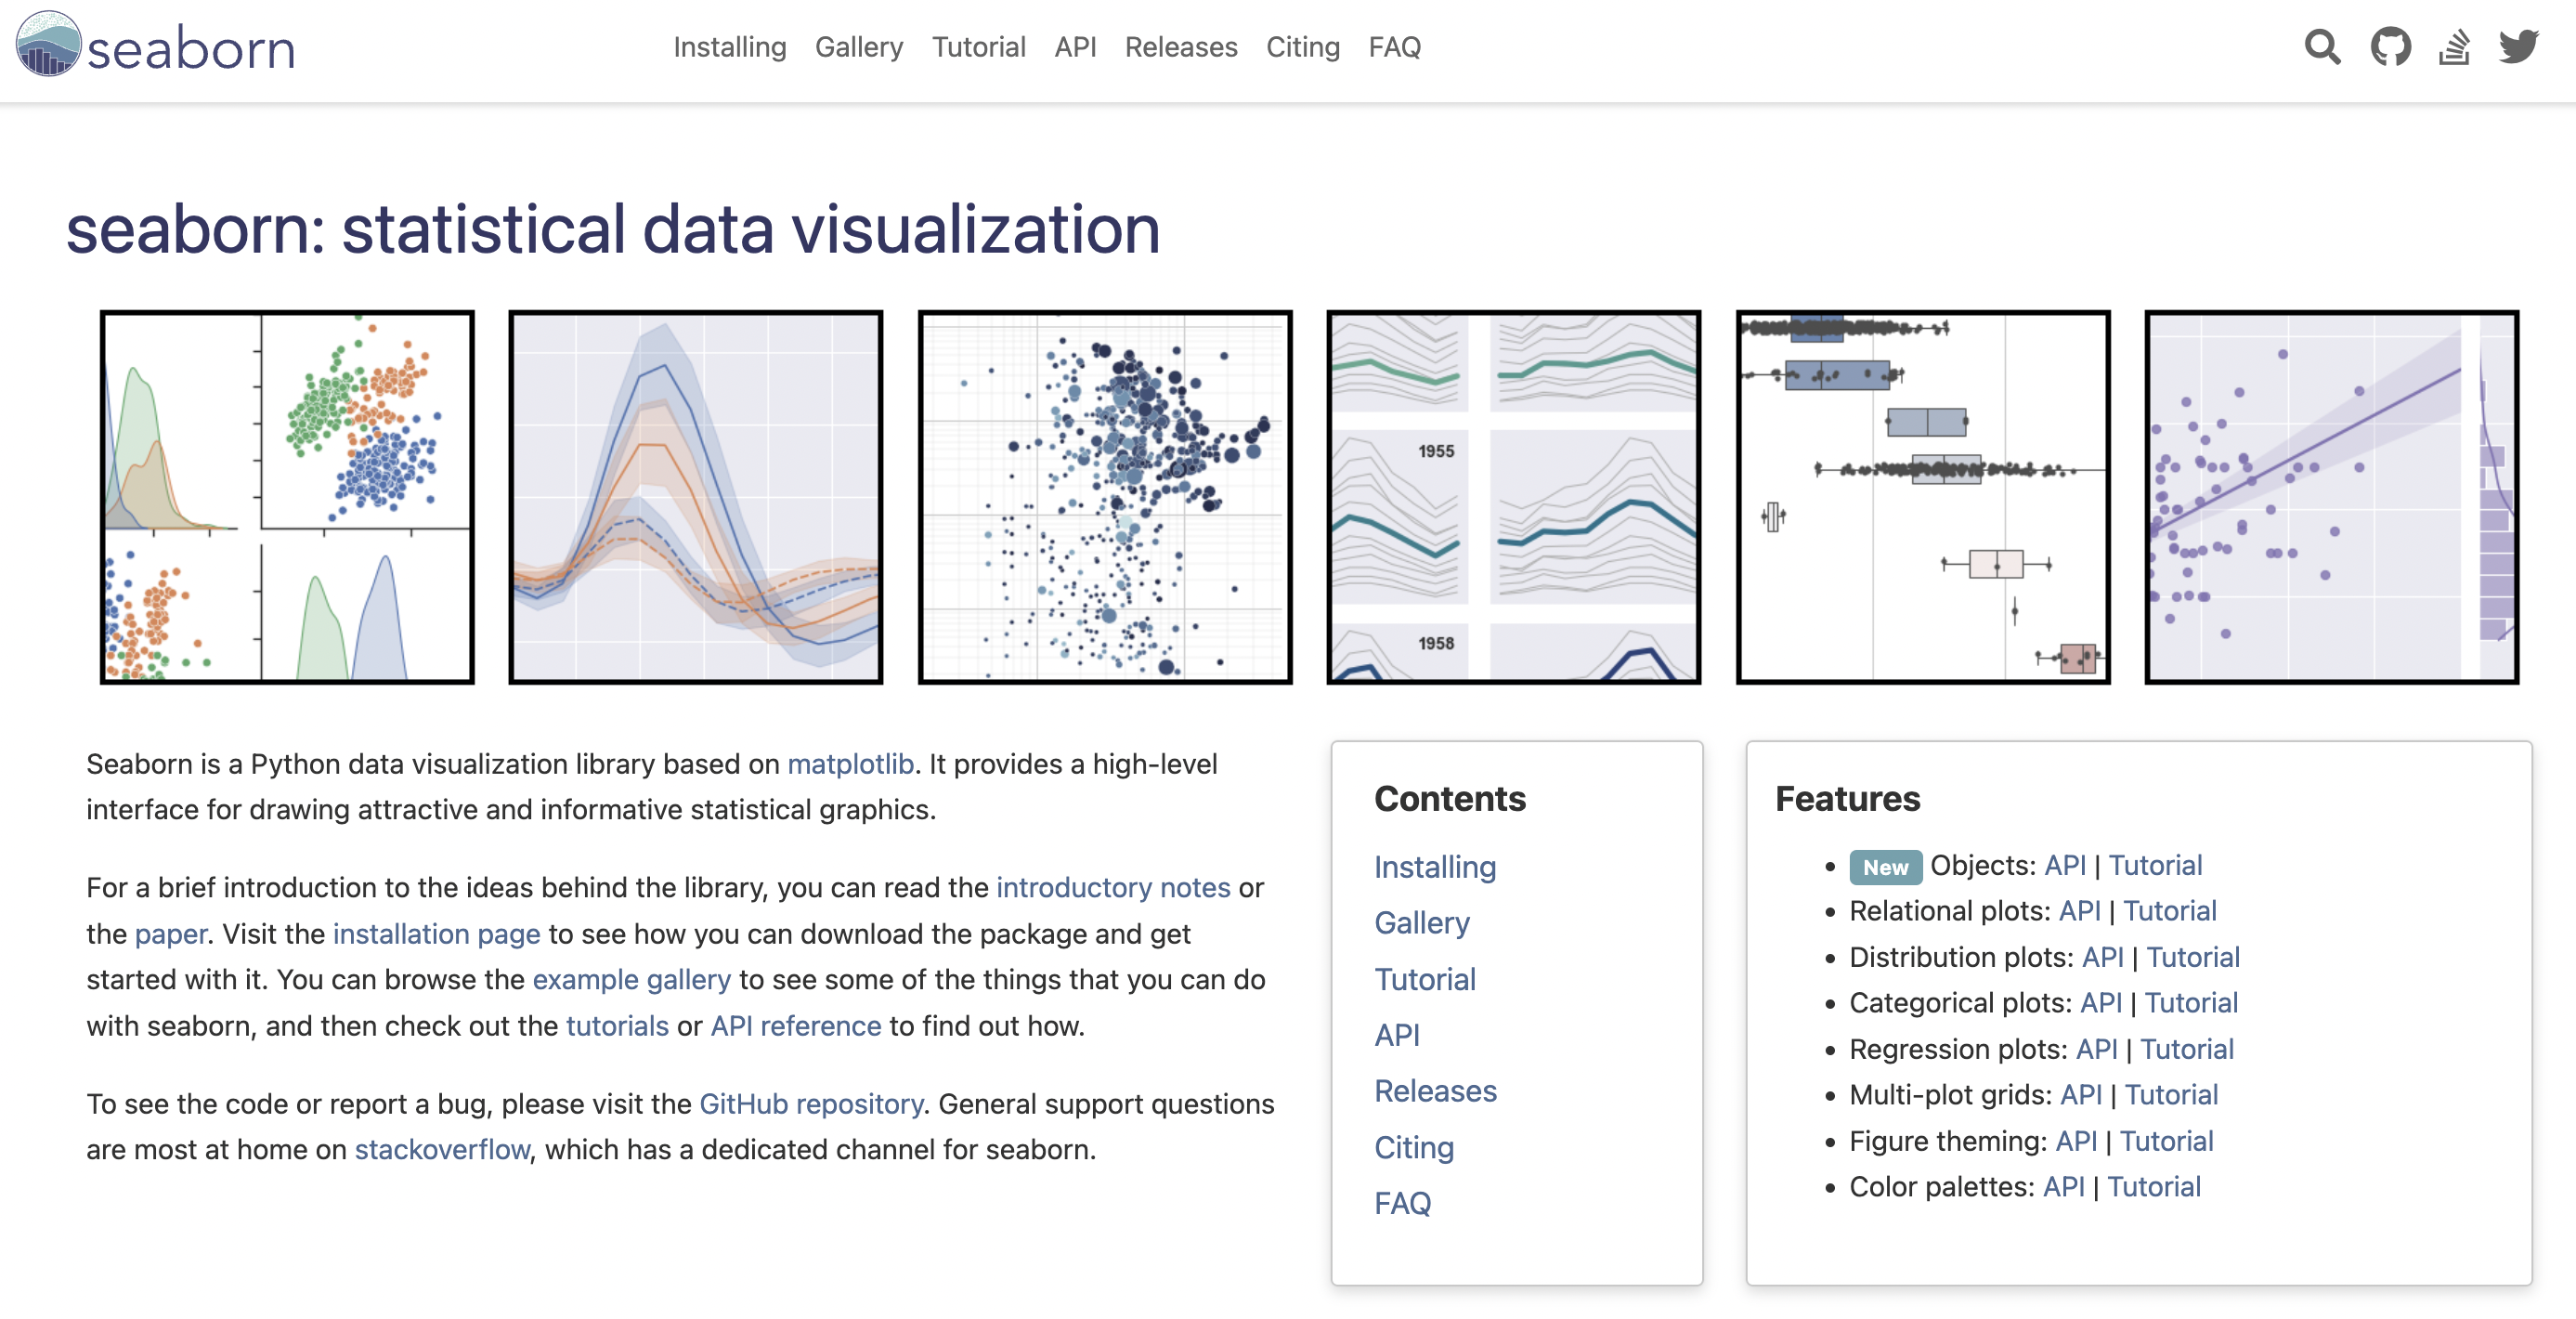 seaborn
Installing Gallery Tutorial API Releases Citing FAQ
seaborn: statistical data visualization
1955
1958
Seaborn is a Python data visualization library based on matplotlib. It provides a high-level
interface for drawing attractive and informative statistical graphics.
For a brief introduction to the ideas behind the library, you can read the introductory notes or
the paper. Visit the installation page to see how you can download the package and get
started with it. You can browse the example gallery to see some of the things that you can do
with seaborn, and then check out the tutorials or API reference to find out how.
To see the code or report a bug, please visit the GitHub repository. General support questions
are most at home on stackoverflow, which has a dedicated channel for seaborn.
Contents
Installing
Gallery
Tutorial
API
Releases
Citing
FAQ
Features
New Objects: API | Tutorial
Relational plots: API | Tutorial
Distribution plots: API | Tutorial
Categorical plots: API | Tutorial
Regression plots: API | Tutorial
Multi-plot grids: API | Tutorial
Figure theming: API | Tutorial
Color palettes: API | Tutorial